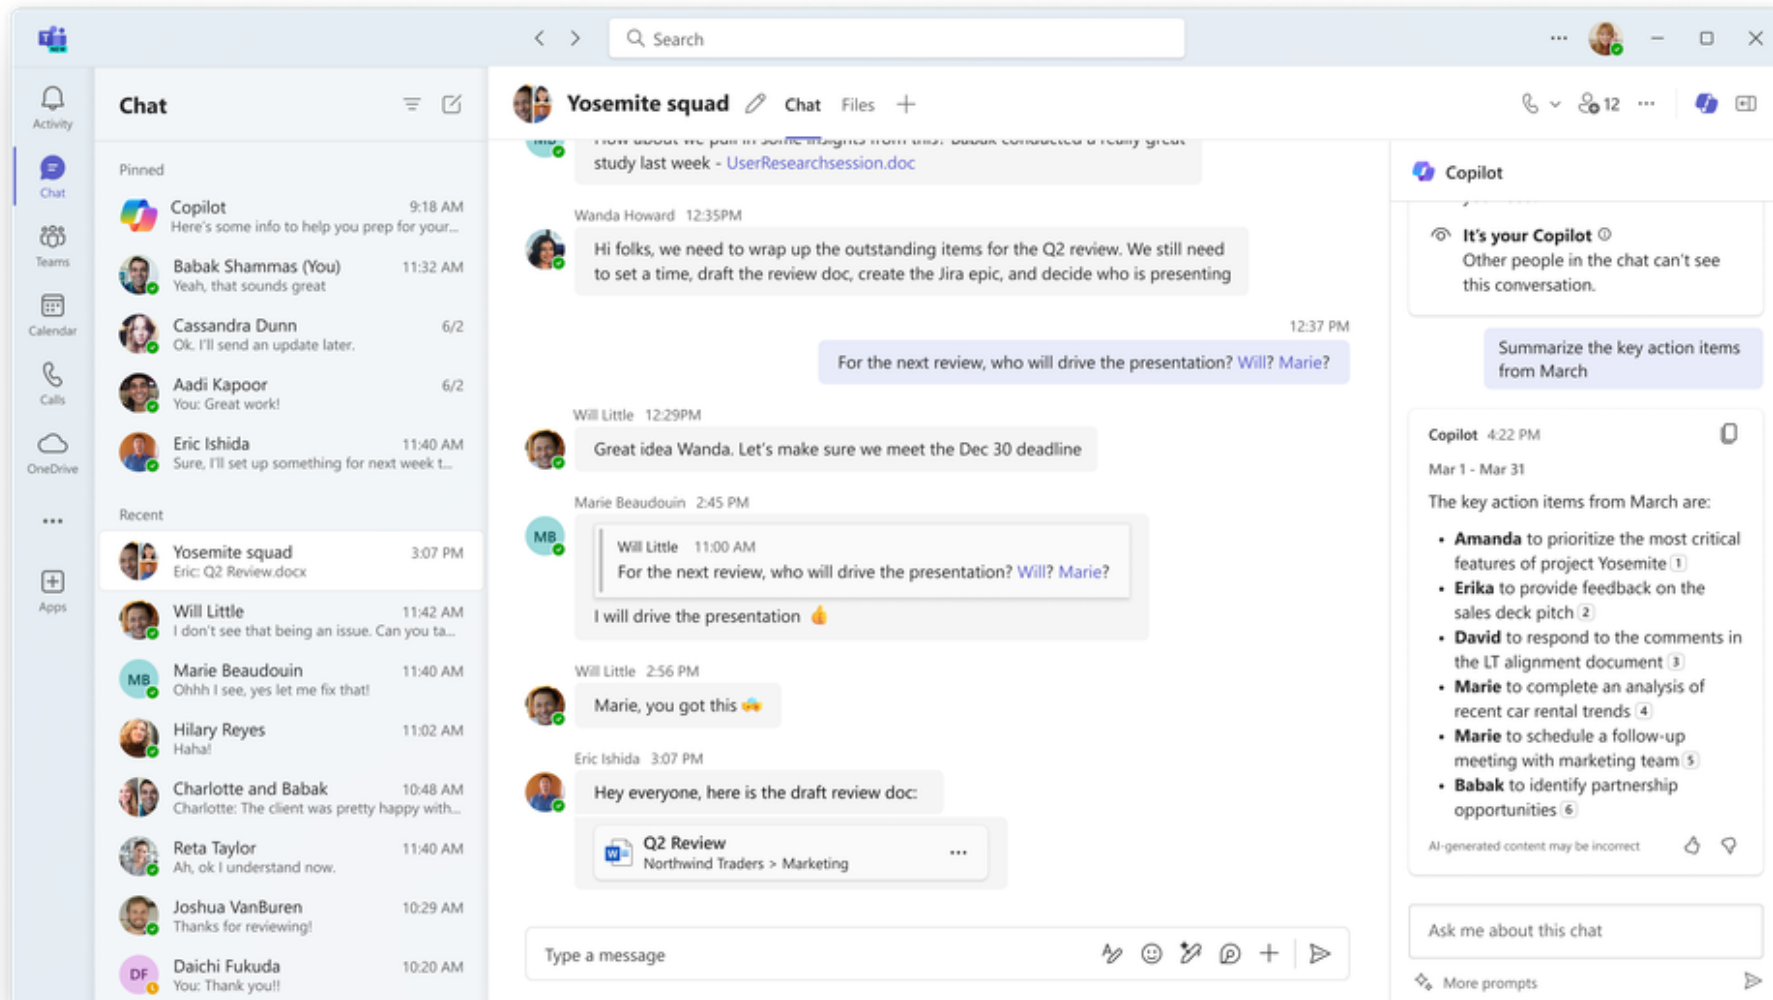 NEW
Search
Activity
Chat
Teams
Calendar
Calls
OneDrive
Apps
Chat
Pinned
Copilot 9:18 AM
Here's some info to help you prep for your...
Babak Shammas (You) 11:32 AM
Yeah, that sounds great
Cassandra Dunn 6/2
Ok. I'll send an update later.
Aadi Kapoor 6/2
You: Great work!
Eric Ishida 11:40 AM
Sure, I'll set up something for next week t...
Recent
Yosemite squad 3:07 PM
Eric: Q2 Review.docx
Will Little 11:42 AM
I don't see that being an issue. Can you ta...
MB
Marie Beaudouin 11:40 AM
Ohhh I see, yes let me fix that!
Hilary Reyes 11:02 AM
Haha!
Charlotte and Babak 10:48 AM
Charlotte: The client was pretty happy with...
Reta Taylor 11:40 AM
Ah, ok I understand now.
Joshua VanBuren 10:29 AM
Thanks for reviewing!
DF
Daichi Fukuda 10:20 AM
You: Thank you!!
Yosemite squad Chat Files
12
MB
How about we pull in some insights from this? Babak conducted a really great
study last week - UserResearchsession.doc
Wanda Howard 12:35PM
Hi folks, we need to wrap up the outstanding items for the Q2 review. We still need
to set a time, draft the review doc, create the Jira epic, and decide who is presenting
12:37 PM
For the next review, who will drive the presentation? Will? Marie?
Will Little 12:29PM
Great idea Wanda. Let's make sure we meet the Dec 30 deadline
Marie Beaudouin 2:45 PM
MB
Will Little 11:00 AM
For the next review, who will drive the presentation? Will? Marie?
I will drive the presentation 👍
Will Little 2:56 PM
Marie, you got this
Eric Ishida 3:07 PM
Hey everyone, here is the draft review doc:
W
Q2 Review
Northwind Traders > Marketing
Type a message
Copilot
It's your Copilot
Other people in the chat can't see
this conversation.
Summarize the key action items
from March
Copilot 4:22 PM
Mar 1 - Mar 31
The key action items from March are:
• Amanda to prioritize the most critical
features of project Yosemite 1
• Erika to provide feedback on the
sales deck pitch 2
• David to respond to the comments in
the LT alignment document 3
• Marie to complete an analysis of
recent car rental trends 4
• Marie to schedule a follow-up
meeting with marketing team 5
• Babak to identify partnership
opportunities 6
AI-generated content may be incorrect
Ask me about this chat
More prompts